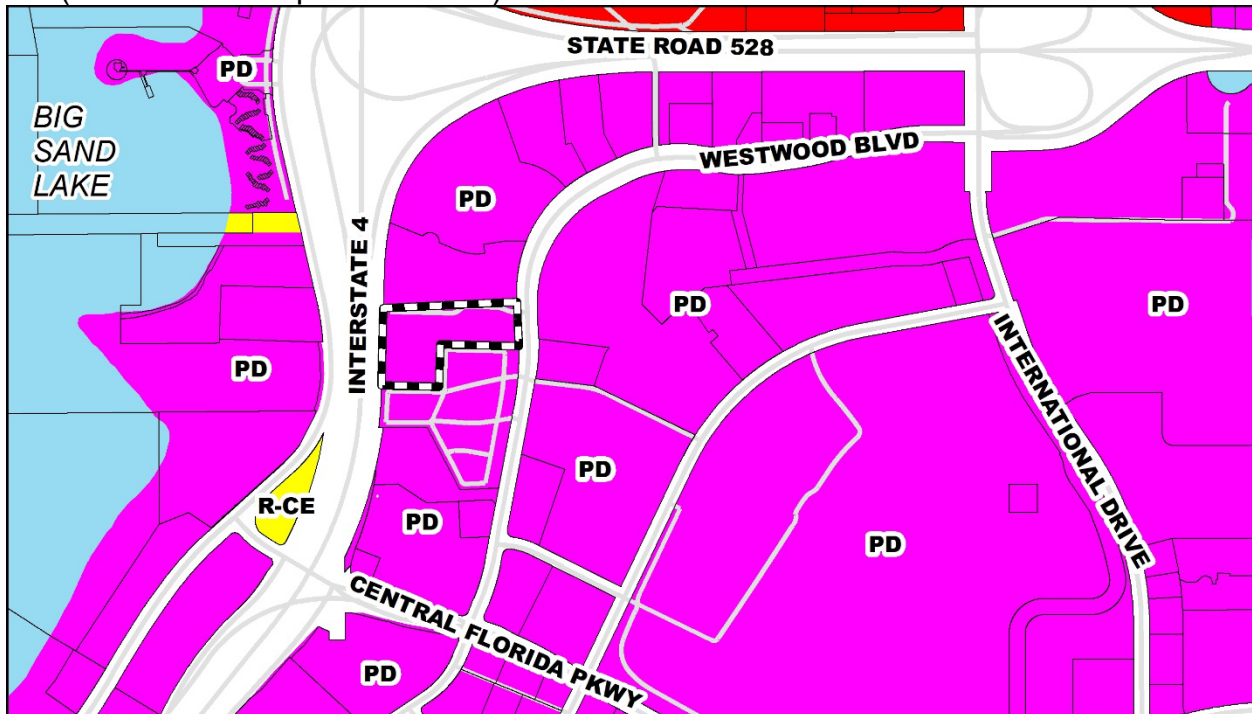 STATE ROAD 528
PD
BIG
SAND
LAKE
WESTWOOD BLVD
PD
INTERSTATE 4
PD
PD
INTERNATIONAL DRIVE
PD
PD
R-CE
PD
PD
CENTRAL FLORIDA PKWY
PD